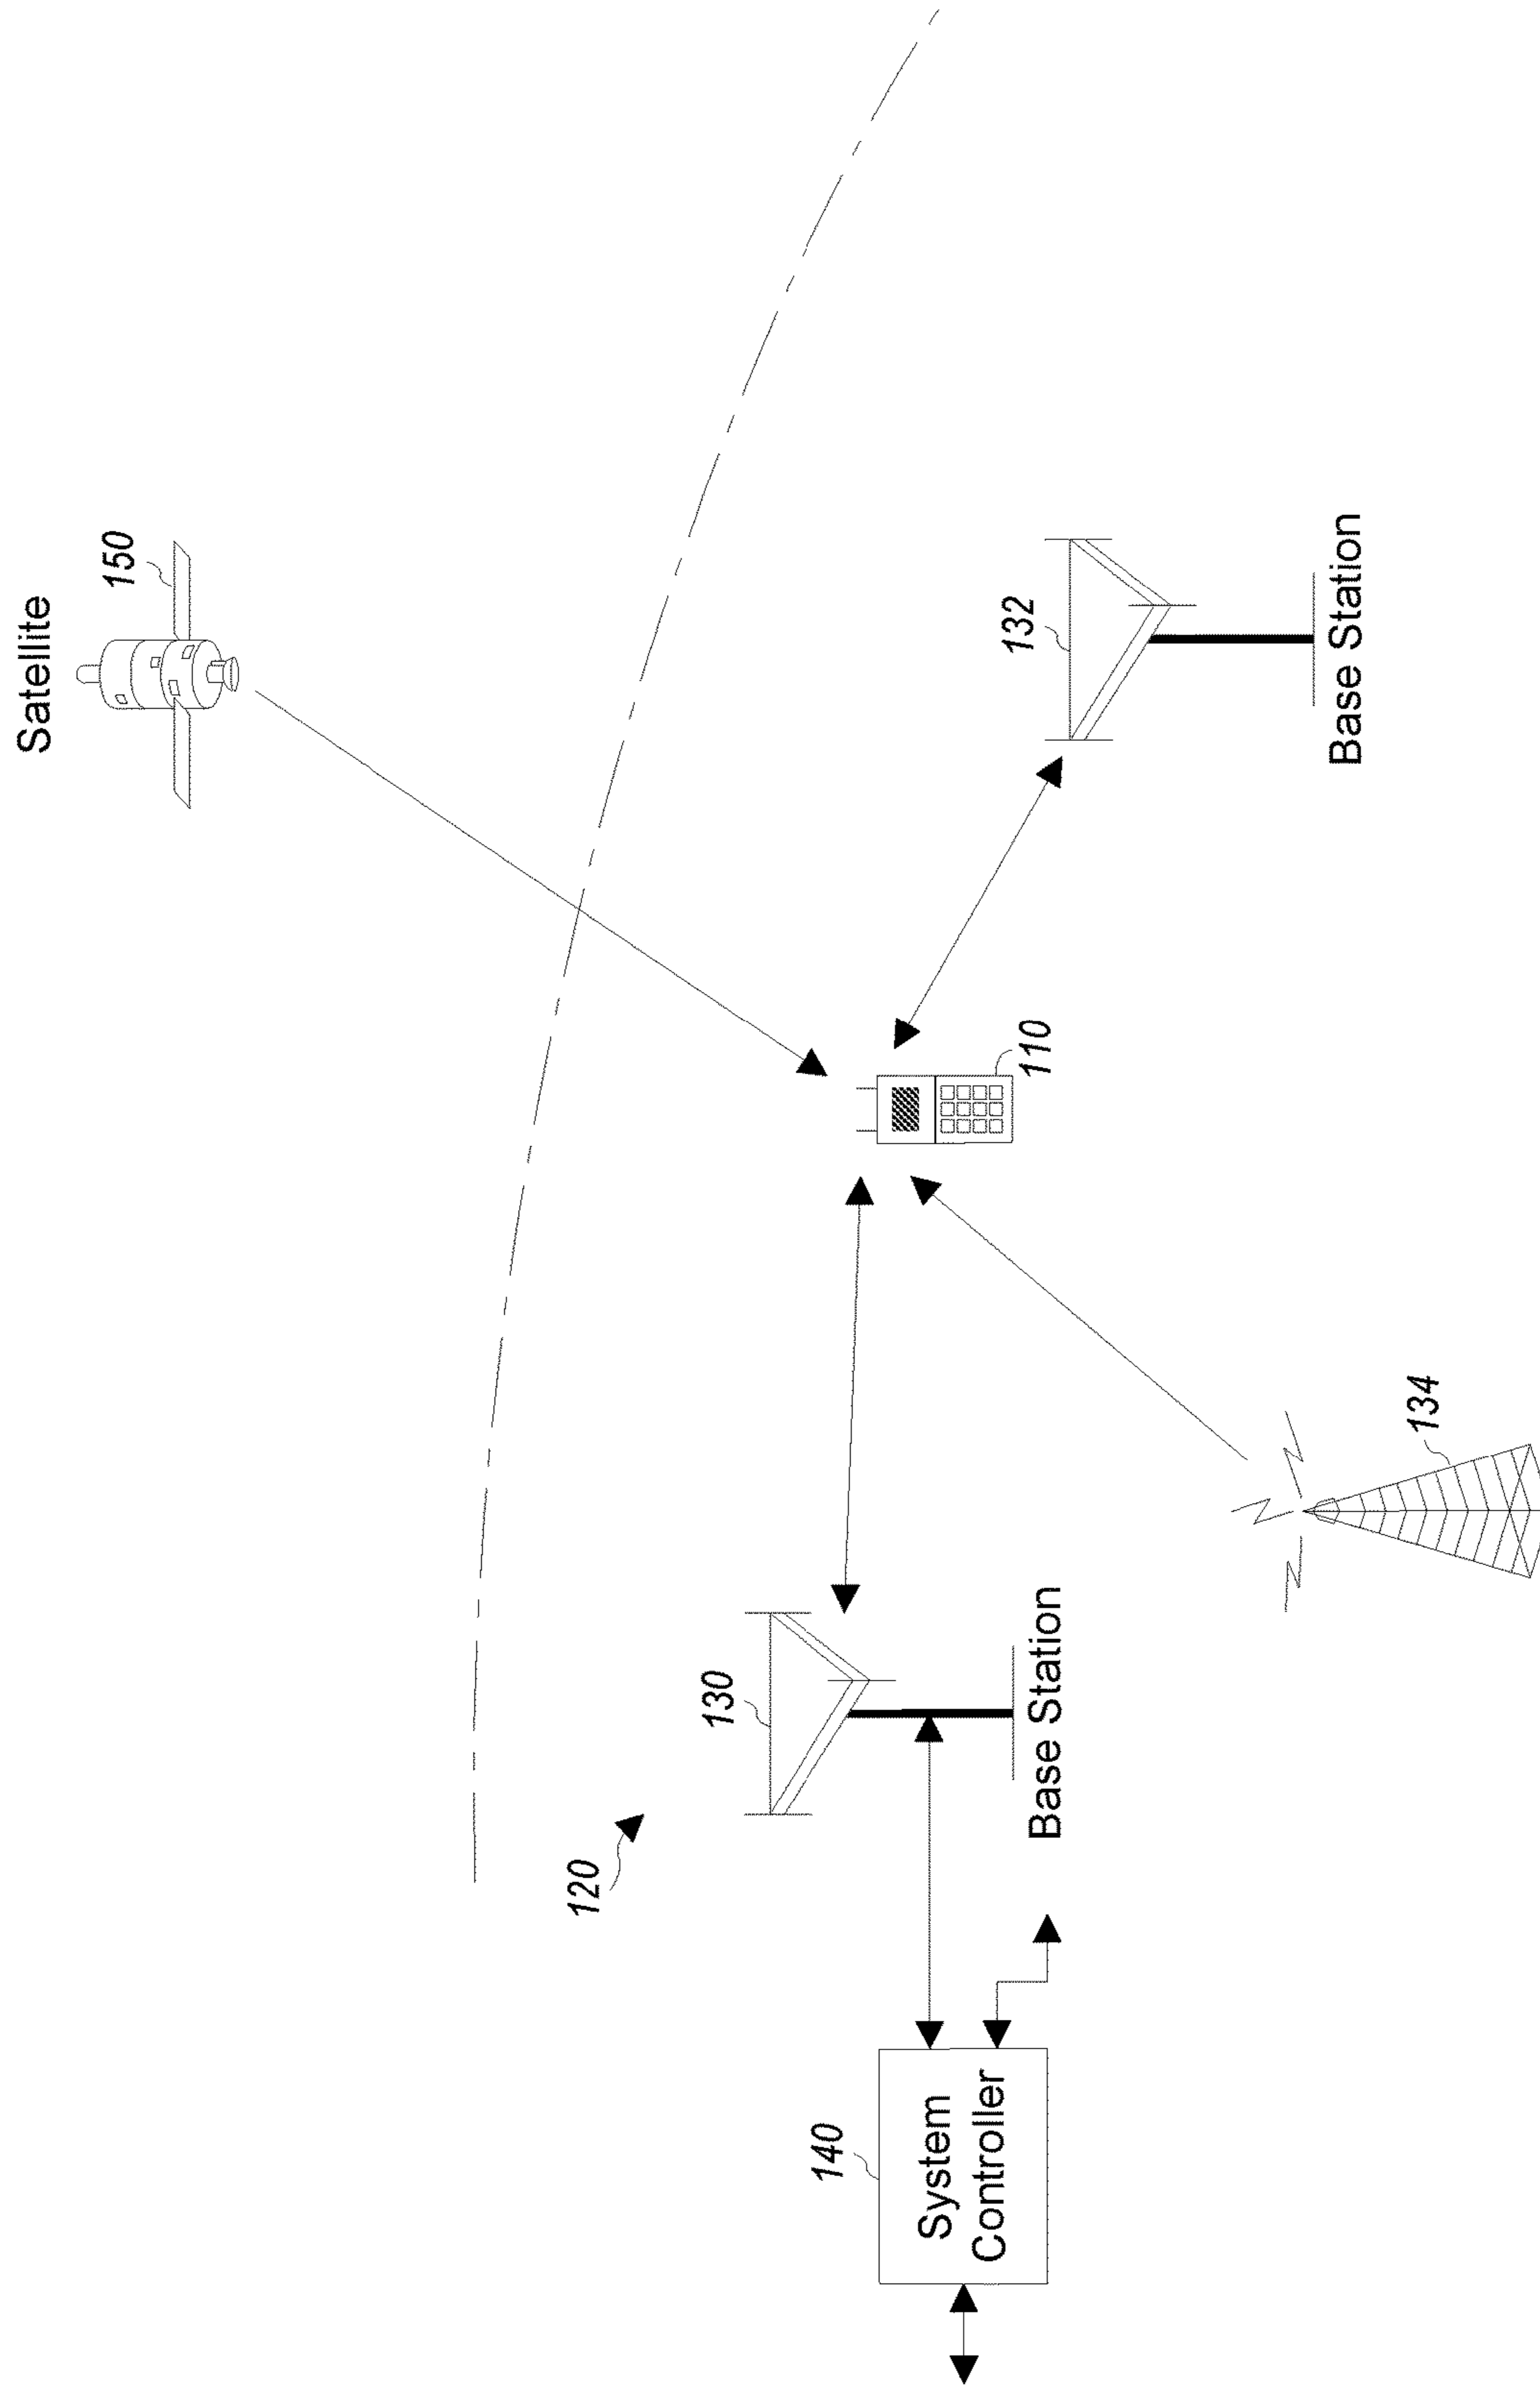 Satellite
150
120
130
132
140
System
Controller
110
Base Station
Base Station
134